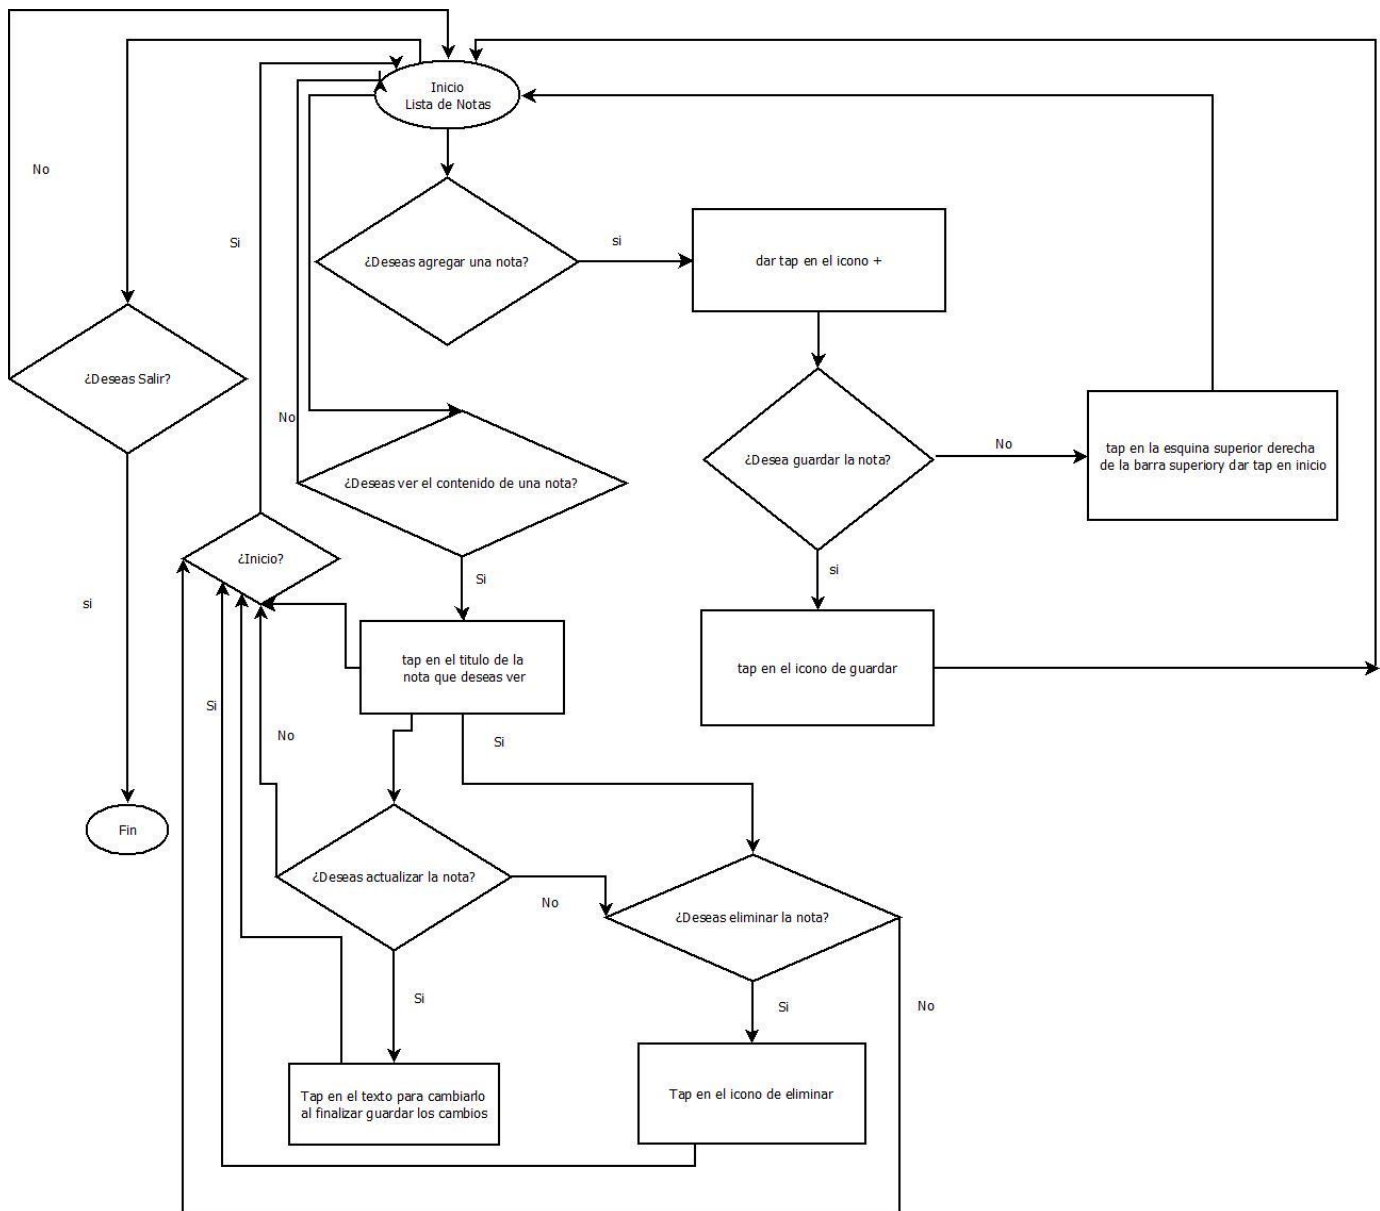 Inicio
Lista de Notas
No
Si
¿Deseas agregar una nota?
si
dar tap en el icono +
¿Deseas Salir?
No
¿Desea guardar la nota?
No
tap en la esquina superior derecha
de la barra superiory dar tap en inicio
¿Deseas ver el contenido de una nota?
¿Inicio?
Si
si
si
tap en el titulo de la
nota que deseas ver
tap en el icono de guardar
Si
No
Si
Fin
¿Deseas actualizar la nota?
No
¿Deseas eliminar la nota?
Si
Si
No
Tap en el texto para cambiarlo
al finalizar guardar los cambios
Tap en el icono de eliminar